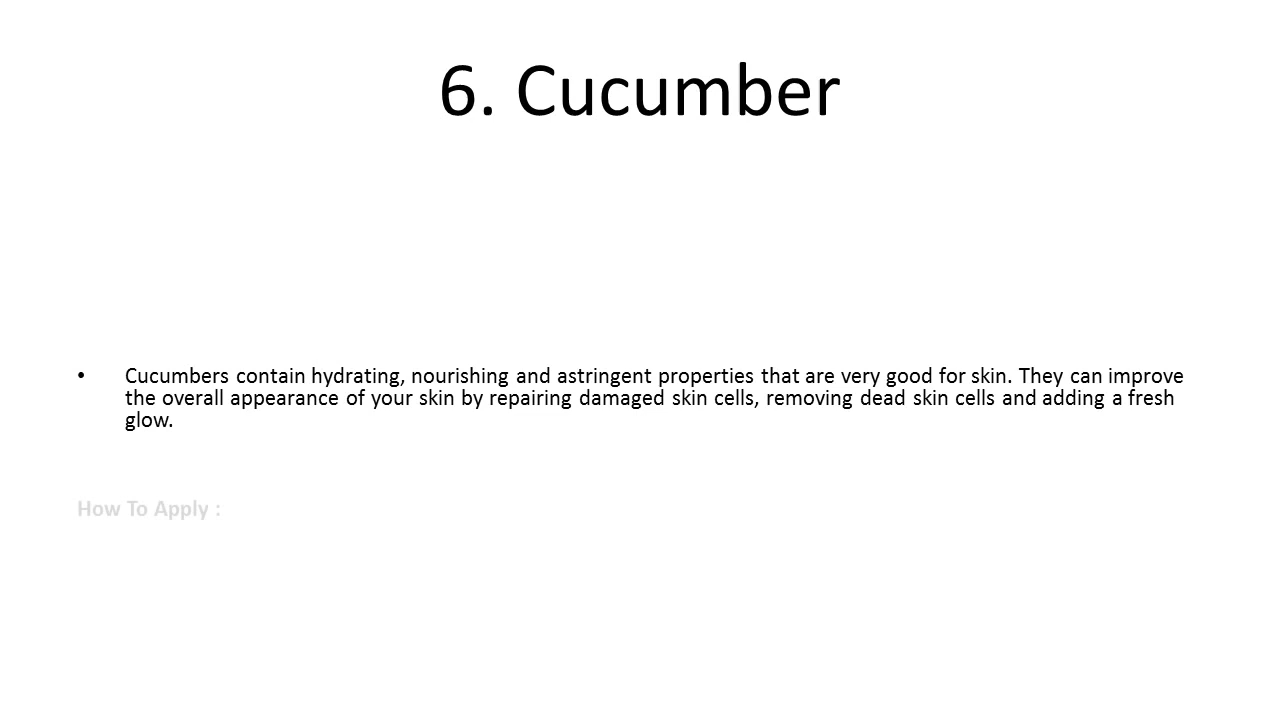 6. Cucumber
• Cucumbers contain hydrating, nourishing and astringent properties that are very good for skin. They can improve
the overall appearance of your skin by repairing damaged skin cells, removing dead skin cells and adding a fresh
glow.
How To Apply :